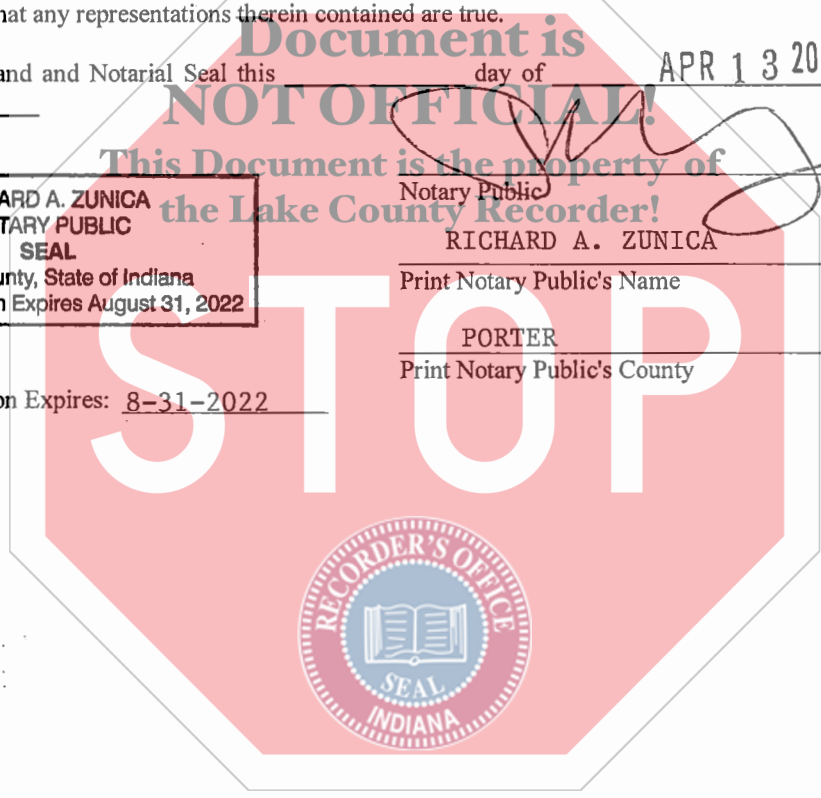 hat any representations therein contained are true.
Document is
and and Notarial Seal this day of APR 13 20
NOT OFFICIAL!
This Document is the property of
the Lake County Recorder!
Notary Public
ARD A. ZUNICA
TARY PUBLIC
SEAL
unty, State of Indiana
n Expires August 31, 2022
RICHARD A. ZUNICA
Print Notary Public's Name
PORTER
Print Notary Public's County
on Expires: 8-31-2022
STOP
RECORDER'S OFFICE
SEAL
INDIANA